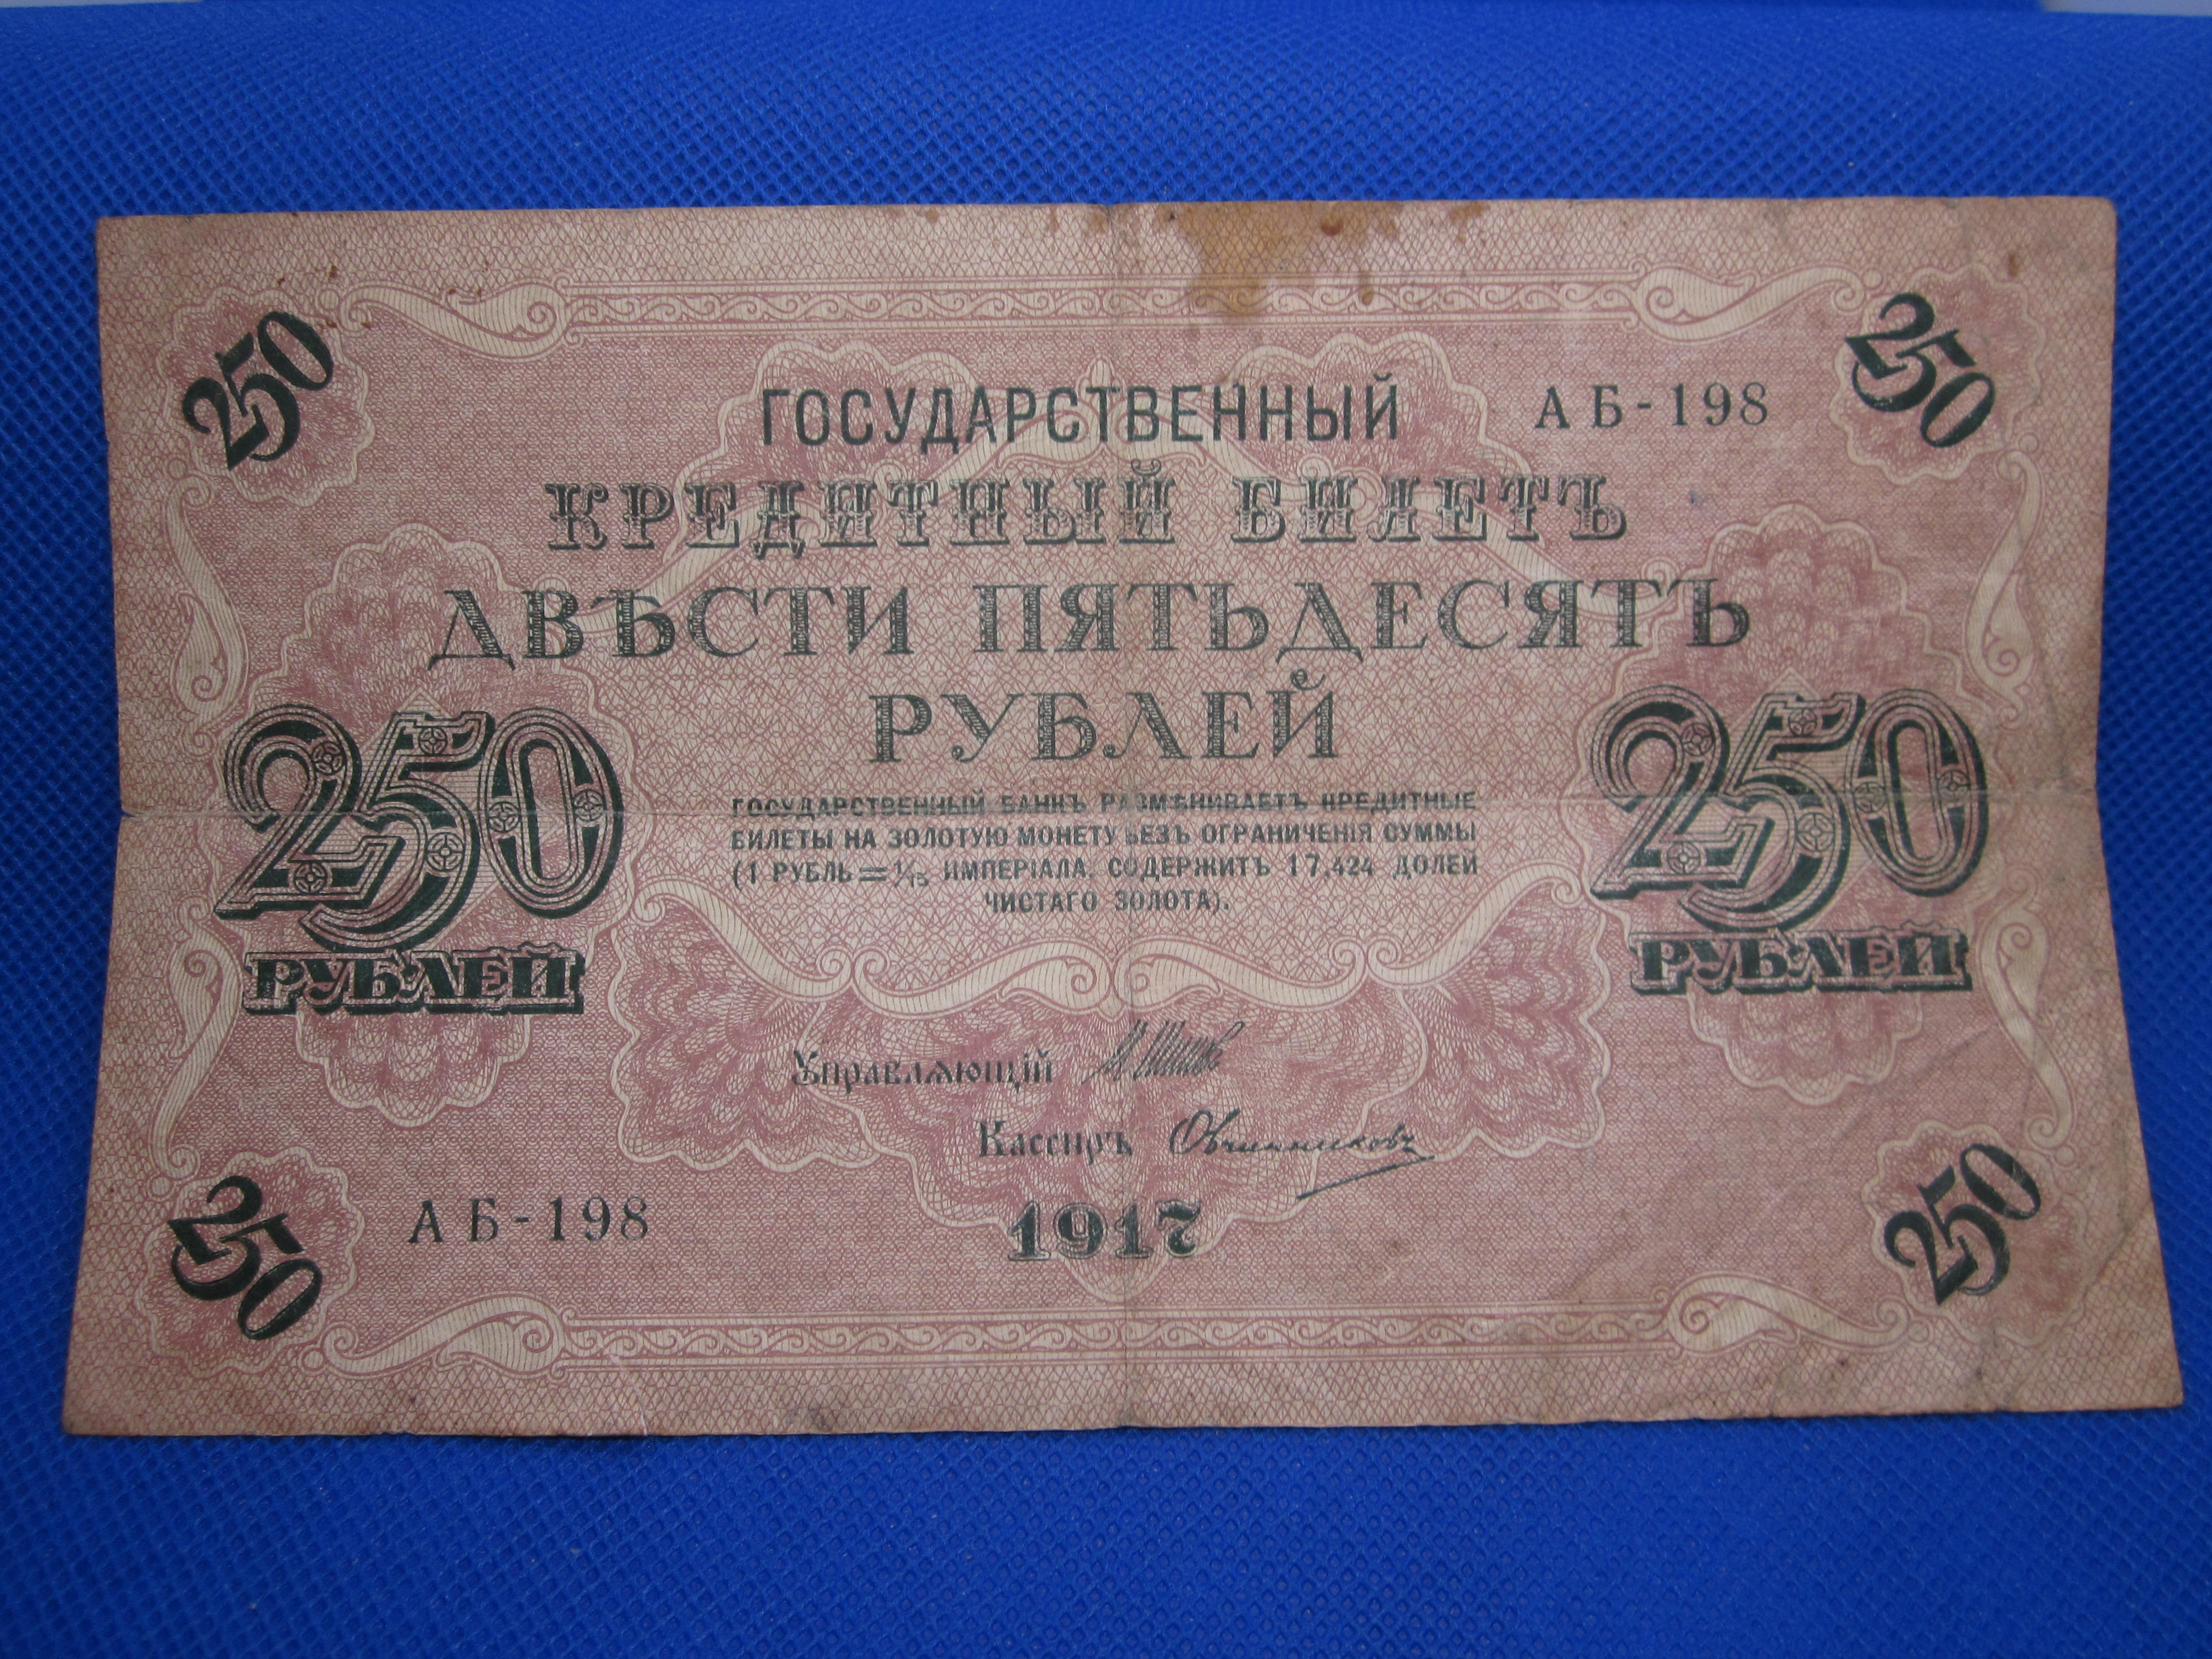 250
250
ГОСУДАРСТВЕННЫЙ
АБ-198
КРЕДИТНЫЙ БИЛЕТЪ
ДВѢСТИ ПЯТЬДЕСЯТЪ
РУБЛЕЙ
250
РУБЛЕЙ
ГОСУДАРСТВЕННЫЙ БАНКЪ РАЗМѢНИВАЕТЪ КРЕДИТНЫЕ
БИЛЕТЫ НА ЗОЛОТУЮ МОНЕТУ БЕЗЪ ОГРАНИЧЕНІЯ СУММЫ
(1 РУБЛЬ = 1/15 ИМПЕРІАЛА, СОДЕРЖИТЪ 17,424 ДОЛЕЙ
ЧИСТАГО ЗОЛОТА).
250
РУБЛЕЙ
Управляющій И. Шипов
Кассиръ Овчинниковъ
АБ-198
1917
250
250